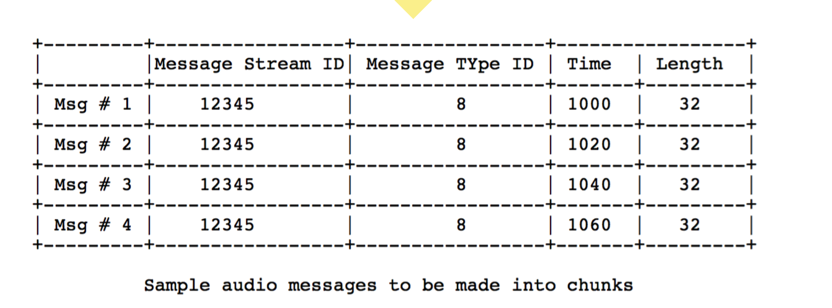 +---------+-----------------+-----------------+-----------------+
|         |Message Stream ID| Message TYpe ID | Time  | Length  |
+---------+-----------------+-----------------+-------+---------+
| Msg # 1 |    12345        |         8       | 1000  |   32    |
+---------+-----------------+-----------------+-------+---------+
| Msg # 2 |    12345        |         8       | 1020  |   32    |
+---------+-----------------+-----------------+-------+---------+
| Msg # 3 |    12345        |         8       | 1040  |   32    |
+---------+-----------------+-----------------+-------+---------+
| Msg # 4 |    12345        |         8       | 1060  |   32    |
+---------+-----------------+-----------------+-------+---------+
Sample audio messages to be made into chunks